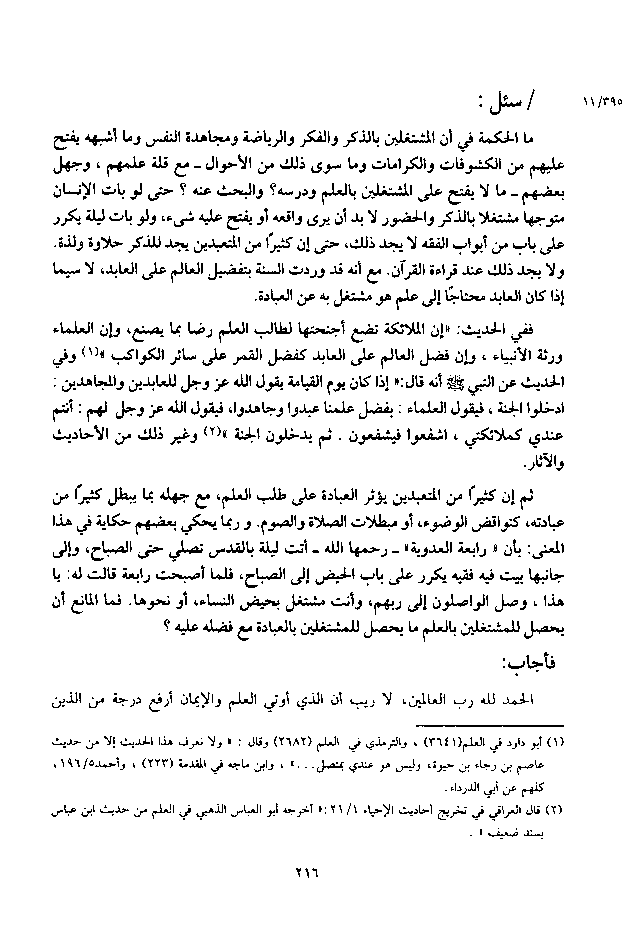 ١١/٣٩٥ / سئل :
ما الحكمة في أن المشتغلين بالذكر والفكر والرياضة ومجاهدة النفس وما أشبهه يفتح
عليهم من الكشوفات والكرامات وما سوى ذلك من الأحوال ـ مع قلة علمهم ، وجهل
بعضهم ـ ما لا يفتح على المشتغلين بالعلم ودرسه؟ والبحث عنه ؟ حتى لو بات الإنسان
متوجها مشتغلا بالذكر والحضور لا بد أن يرى واقعه أو يفتح عليه شىء، ولو بات ليلة يكرر
على باب من أبواب الفقه لا يجد ذلك، حتى إن كثيرًا من المتعبدين يجد للذكر حلاوة ولذة.
ولا يجد ذلك عند قراءة القرآن. مع أنه قد وردت السنة بتفضيل العالم على العابد، لا سيما
إذا كان العابد محتاجًا إلى علم هو مشتغل به عن العبادة.
ففي الحديث: «إن الملائكة تضع أجنحتها لطالب العلم رضا بما يصنع، وإن العلماء
ورثة الأنبياء ، وإن فضل العالم على العابد كفضل القمر على سائر الكواكب »(١) وفي
الحديث عن النبي ﷺ أنه قال:« إذا كان يوم القيامة يقول الله عز وجل للعابدين والمجاهدين :
ادخلوا الجنة ، فيقول العلماء : بفضل علمنا عبدوا وجاهدوا، فيقول الله عز وجل لهم : أنتم
عندي كملائكتي ، اشفعوا فيشفعون . ثم يدخلون الجنة »(٢) وغير ذلك من الأحاديث
والآثار.
ثم إن كثيرًا من المتعبدين يؤثر العبادة على طلب العلم، مع جهله بما يبطل كثيرًا من
عبادته، كنواقض الوضوء، أو مبطلات الصلاة والصوم. و ربما يحكي بعضهم حكاية في هذا
المعنى: بأن « رابعة العدوية» ـ رحمها الله ـ أتت ليلة بالقدس تصلي حتى الصباح، وإلى
جانبها بيت فيه فقيه يكرر على باب الحيض إلى الصباح، فلما أصبحت رابعة قالت له: يا
هذا ، وصل الواصلون إلى ربهم، وأنت مشتغل بحيض النساء، أو نحوها. فما المانع أن
يحصل للمشتغلين بالعلم ما يحصل للمشتغلين بالعبادة مع فضله عليه ؟
فأجاب:
الحمد لله رب العالمين، لا ريب أن الذي أوتي العلم والإيمان أرفع درجة من الذين
(١) أبو داود في العلم(٣٦٤١) ، والترمذي في العلم (٢٦٨٢) وقال : « ولا نعرف هذا الحديث إلا من حديث
عاصم بن رجاء بن حيوة، وليس هو عندي بمتصل...» ، وابن ماجه في المقدمة (٢٢٣) ، وأحمد١٩٦/٥ ،
كلهم عن أبي الدرداء.
(٢) قال العراقي في تخريج أحاديث الإحياء ٢١/١ :« أخرجه أبو العباس الذهبي في العلم من حديث ابن عباس
بسند ضعيف » .
٢١٦